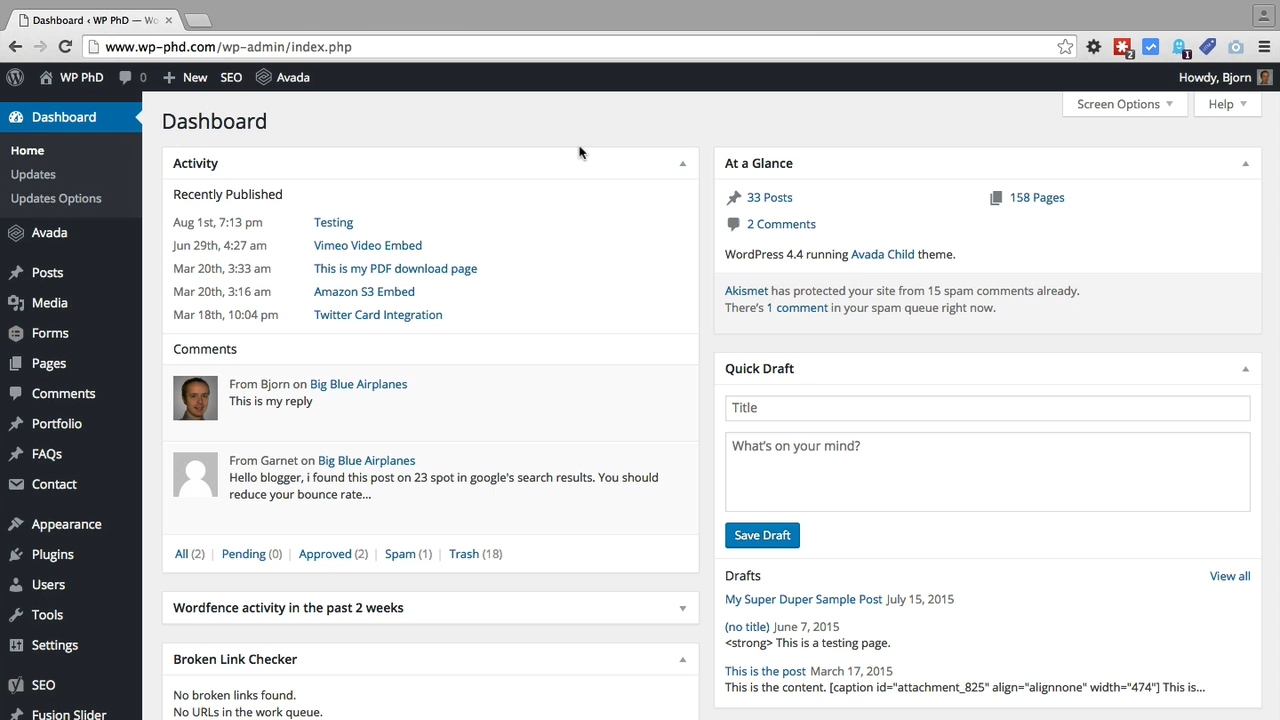 Dashboard ‹ WP PhD — Wo
www.wp-phd.com/wp-admin/index.php
2
1
WP PhD
0
New
SEO
Avada
Howdy, Bjorn
Dashboard
Home
Updates
Updates Options
Avada
Posts
Media
Forms
Pages
Comments
Portfolio
FAQs
Contact
Appearance
Plugins
Users
Tools
Settings
SEO
Fusion Slider
Screen Options
Help
Dashboard
Activity
Recently Published
Aug 1st, 7:13 pm Testing
Jun 29th, 4:27 am Vimeo Video Embed
Mar 20th, 3:33 am This is my PDF download page
Mar 20th, 3:16 am Amazon S3 Embed
Mar 18th, 10:04 pm Twitter Card Integration
Comments
From Bjorn on Big Blue Airplanes
This is my reply
From Garnet on Big Blue Airplanes
Hello blogger, i found this post on 23 spot in google's search results. You should
reduce your bounce rate...
All (2) | Pending (0) | Approved (2) | Spam (1) | Trash (18)
Wordfence activity in the past 2 weeks
Broken Link Checker
No broken links found.
No URLs in the work queue.
At a Glance
33 Posts
158 Pages
2 Comments
WordPress 4.4 running Avada Child theme.
Akismet has protected your site from 15 spam comments already.
There's 1 comment in your spam queue right now.
Quick Draft
Title
What's on your mind?
Save Draft
Drafts
View all
My Super Duper Sample Post July 15, 2015
(no title) June 7, 2015
<strong> This is a testing page.
This is the post March 17, 2015
This is the content. [caption id="attachment_825" align="alignnone" width="474"] This is...